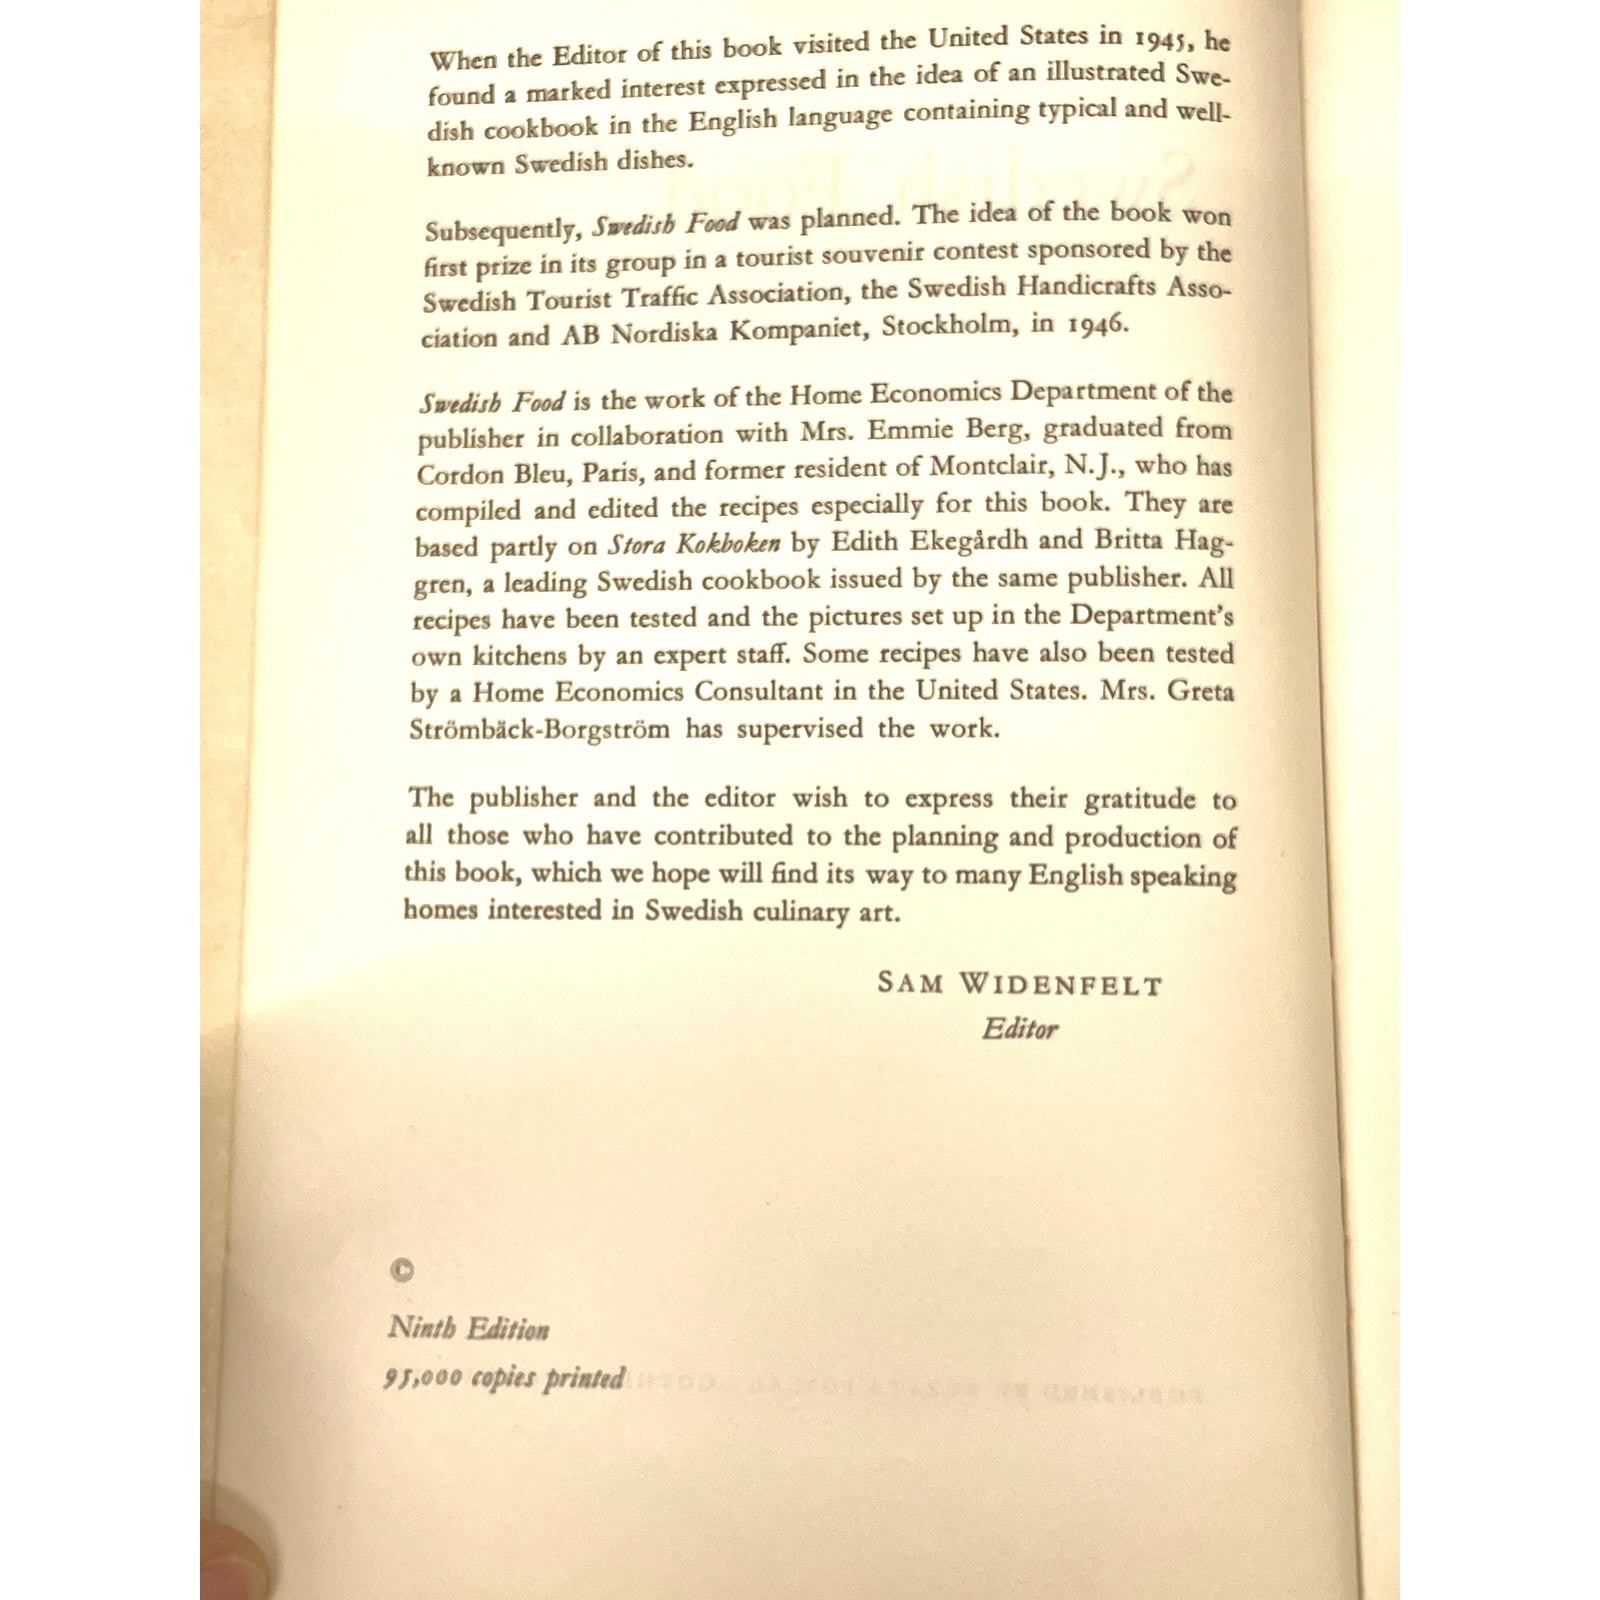 When the Editor of this book visited the United States in 1945, he
found a marked interest expressed in the idea of an illustrated Swe-
dish cookbook in the English language containing typical and well-
known Swedish dishes.
Subsequently, Swedish Food was planned. The idea of the book won
first prize in its group in a tourist souvenir contest sponsored by the
Swedish Tourist Traffic Association, the Swedish Handicrafts Asso-
ciation and AB Nordiska Kompaniet, Stockholm, in 1946.
Swedish Food is the work of the Home Economics Department of the
publisher in collaboration with Mrs. Emmie Berg, graduated from
Cordon Bleu, Paris, and former resident of Montclair, N.J., who has
compiled and edited the recipes especially for this book. They are
based partly on Stora Kokboken by Edith Ekegårdh and Britta Hag-
gren, a leading Swedish cookbook issued by the same publisher. All
recipes have been tested and the pictures set up in the Department's
own kitchens by an expert staff. Some recipes have also been tested
by a Home Economics Consultant in the United States. Mrs. Greta
Strömbäck-Borgström has supervised the work.
The publisher and the editor wish to express their gratitude to
all those who have contributed to the planning and production of
this book, which we hope will find its way to many English speaking
homes interested in Swedish culinary art.
SAM WIDENFELT
Editor
©
Ninth Edition
95,000 copies printed